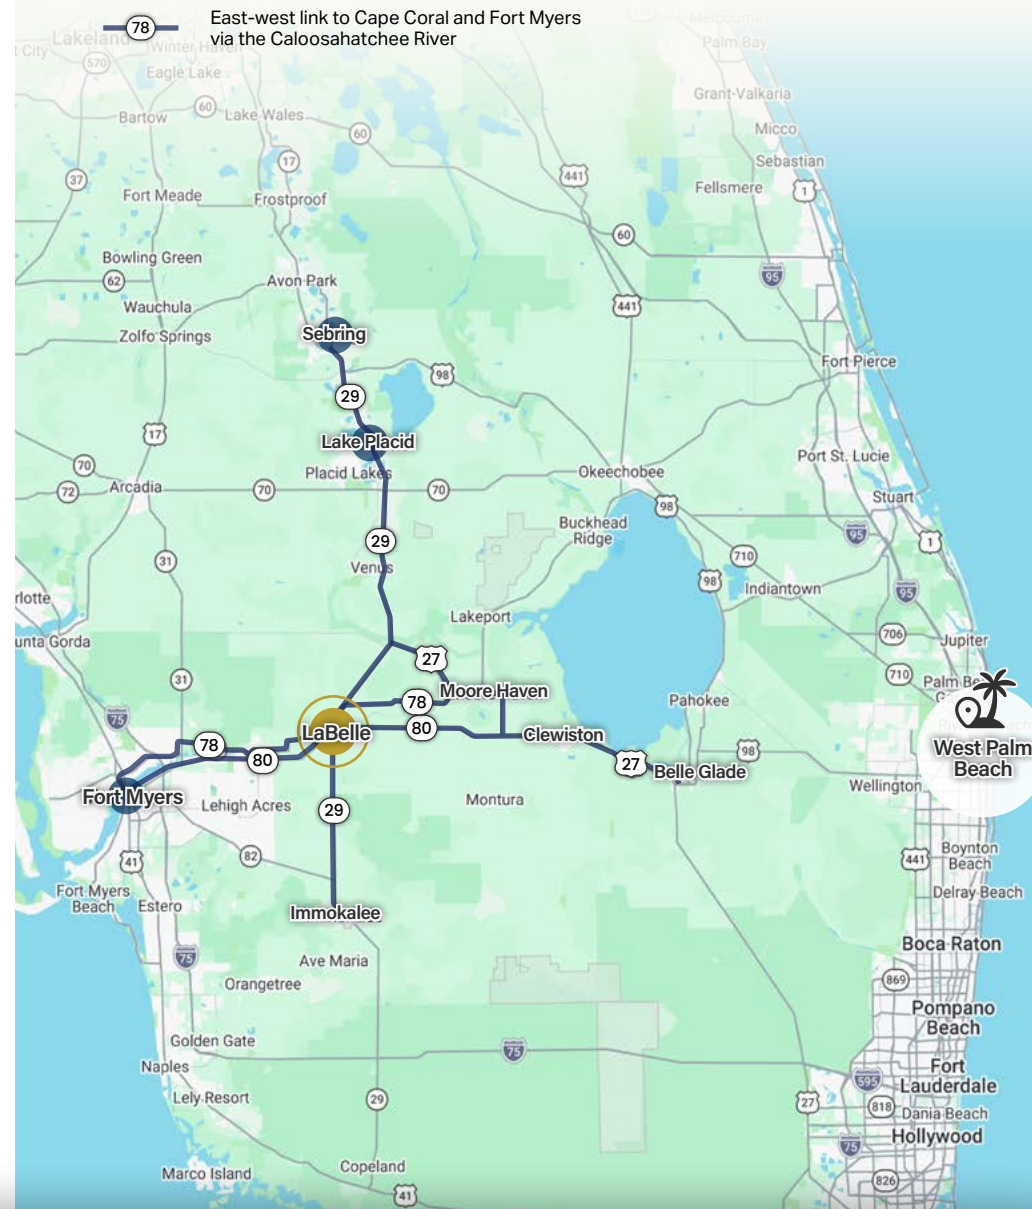 78
East-west link to Cape Coral and Fort Myers
via the Caloosahatchee River
Melbourne
Lakeland
t City
Winter Haven
Palm Bay
570
Eagle Lake
Grant-Valkaria
60
Bartow
Lake Wales
Micco
60
Sebastian
17
441
37
Fellsmere
1
Fort Meade
Frostproof
60
Bowling Green
95
62
Avon Park
Wauchula
441
Zolfo Springs
Sebring
Fort Pierce
98
29
17
Lake Placid
Port St. Lucie
70
Placid Lakes
Okeechobee
72
Arcadia
70
70
Stuart
98
Buckhead
Ridge
95
29
1
710
31
Venus
98
Indiantown
95
rlotte
Lakeport
706
unta Gorda
Jupiter
27
710
31
Palm Be
Moore Haven
78
Pahokee
75
80
LaBelle
Clewiston
78
80
27
98
West Palm
Beach
Belle Glade
Wellington
Fort Myers
Lehigh Acres
Montura
29
Boynton
Beach
82
441
41
Fort Myers
Beach
Estero
Delray Beach
Immokalee
Boca Raton
75
Ave Maria
869
Orangetree
Pompano
Beach
Golden Gate
75
Naples
Fort
Lauderdale
595
Lely Resort
29
27
818
Dania Beach
Hollywood
75
Marco Island
Copeland
826
41